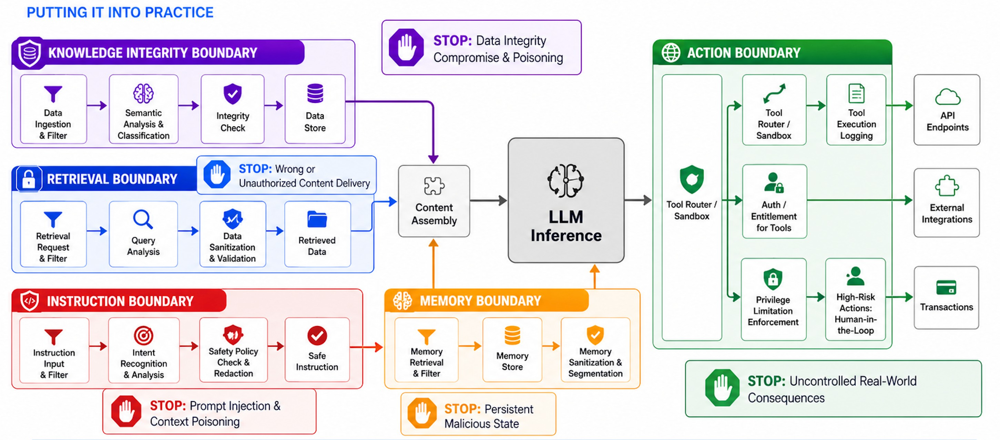 PUTTING IT INTO PRACTICE
STOP: Data Integrity
Compromise & Poisoning
KNOWLEDGE INTEGRITY BOUNDARY
Data
Ingestion
& Filter
Semantic
Analysis &
Classification
Integrity
Check
Data
Store
RETRIEVAL BOUNDARY
STOP: Wrong or
Unauthorized Content Delivery
Retrieval
Request
& Filter
Query
Analysis
Data
Sanitization
& Validation
Retrieved
Data
INSTRUCTION BOUNDARY
Instruction
Input
& Filter
Intent
Recognition
& Analysis
Safety Policy
Check &
Redaction
Safe
Instruction
STOP: Prompt Injection &
Context Poisoning
Content
Assembly
LLM
Inference
MEMORY BOUNDARY
Memory
Retrieval
& Filter
Memory
Store
Memory
Sanitization &
Segmentation
STOP: Persistent
Malicious State
ACTION BOUNDARY
Tool Router /
Sandbox
Tool
Router /
Sandbox
Tool
Execution
Logging
Auth /
Entitlement
for Tools
Privilege
Limitation
Enforcement
High-Risk
Actions:
Human-in-
the-Loop
API
Endpoints
External
Integrations
Transactions
STOP: Uncontrolled Real-World
Consequences